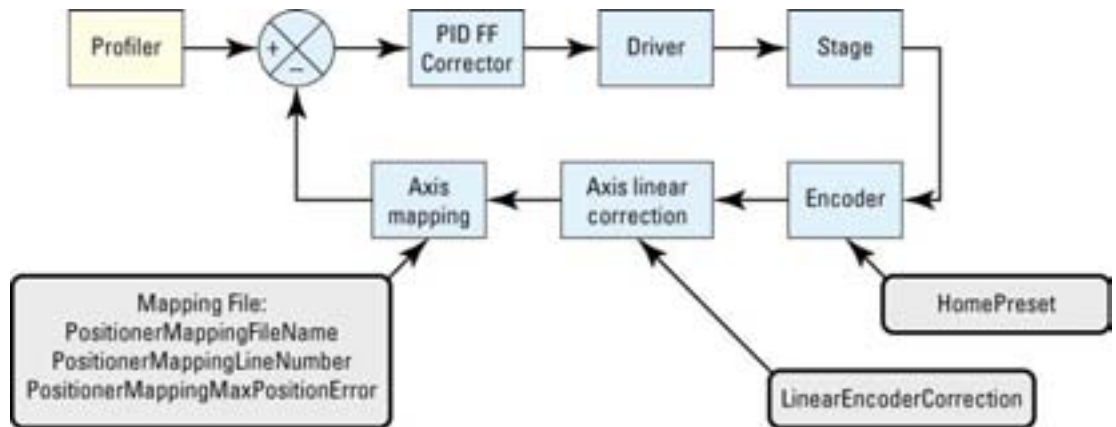 Profiler
+
−
PID FF
Corrector
Driver
Stage
Axis
mapping
Axis linear
correction
Encoder
Mapping File:
PositionerMappingFileName
PositionerMappingLineNumber
PositionerMappingMaxPositionError
HomePreset
LinearEncoderCorrection